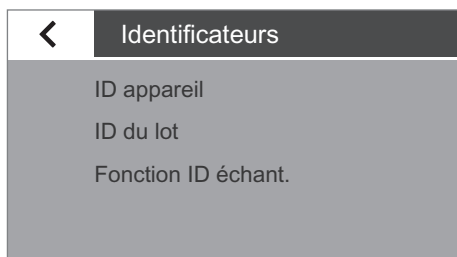 Identificateurs
ID appareil
ID du lot
Fonction ID échant.